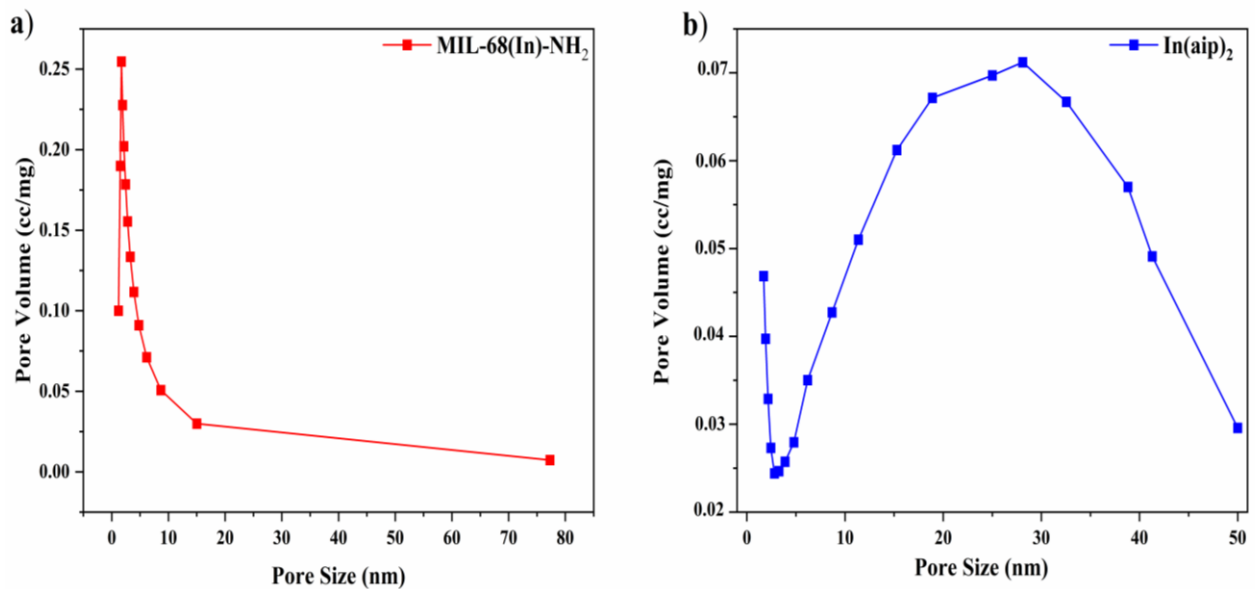 a)
MIL-68(In)-NH₂
Pore Volume (cc/mg)
0.25
0.20
0.15
0.10
0.05
0.00
0 10 20 30 40 50 60 70 80
Pore Size (nm)
b)
In(aip)₂
Pore Volume (cc/mg)
0.07
0.06
0.05
0.04
0.03
0.02
0 10 20 30 40 50
Pore Size (nm)